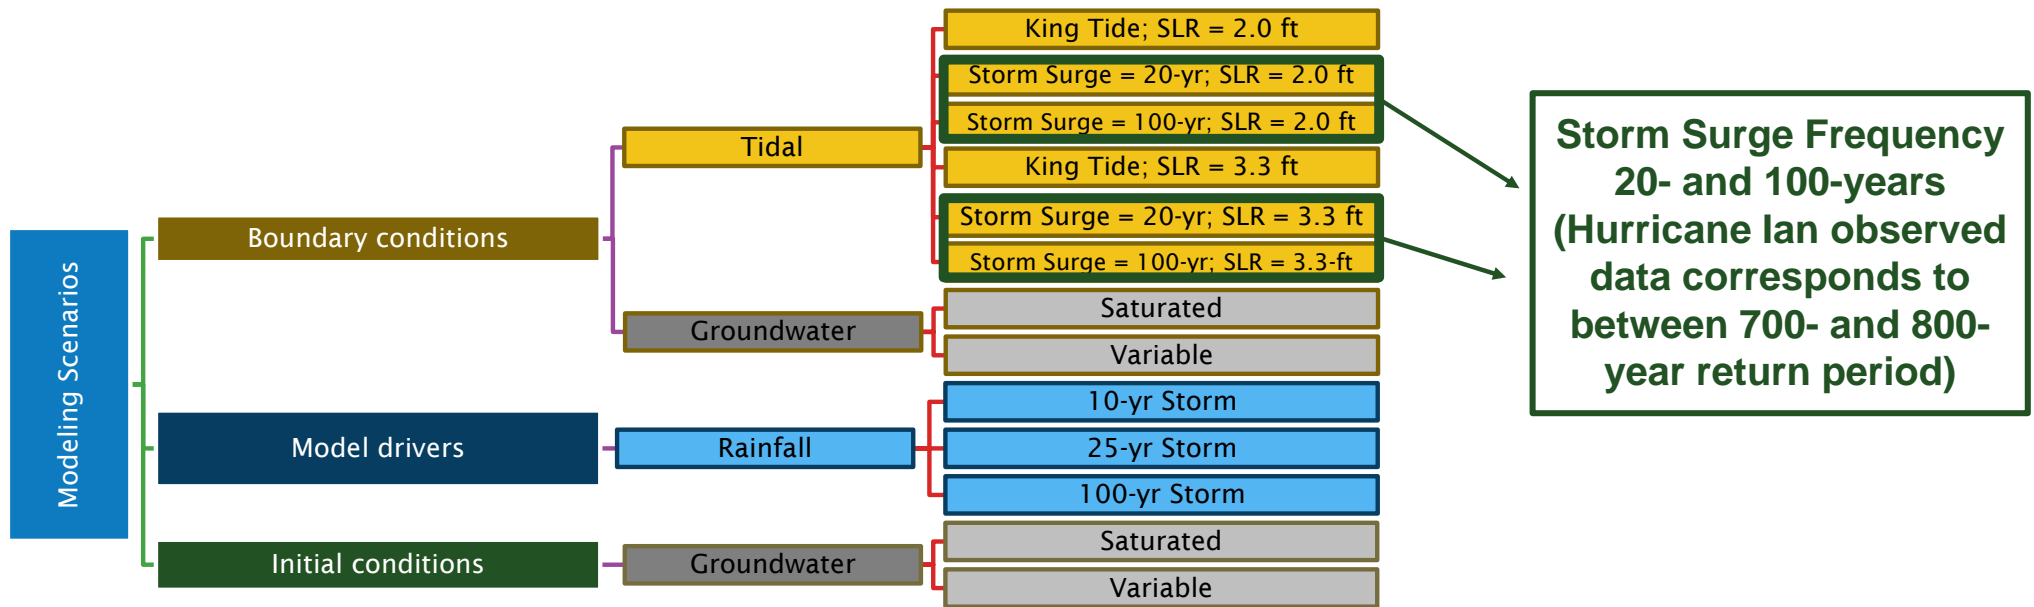 Modeling Scenarios
Boundary conditions
Tidal
King Tide; SLR = 2.0 ft
Storm Surge = 20-yr; SLR = 2.0 ft
Storm Surge = 100-yr; SLR = 2.0 ft
King Tide; SLR = 3.3 ft
Storm Surge = 20-yr; SLR = 3.3 ft
Storm Surge = 100-yr; SLR = 3.3-ft
Groundwater
Saturated
Variable
Model drivers
Rainfall
10-yr Storm
25-yr Storm
100-yr Storm
Initial conditions
Groundwater
Saturated
Variable
Storm Surge Frequency
20- and 100-years
(Hurricane Ian observed
data corresponds to
between 700- and 800-
year return period)